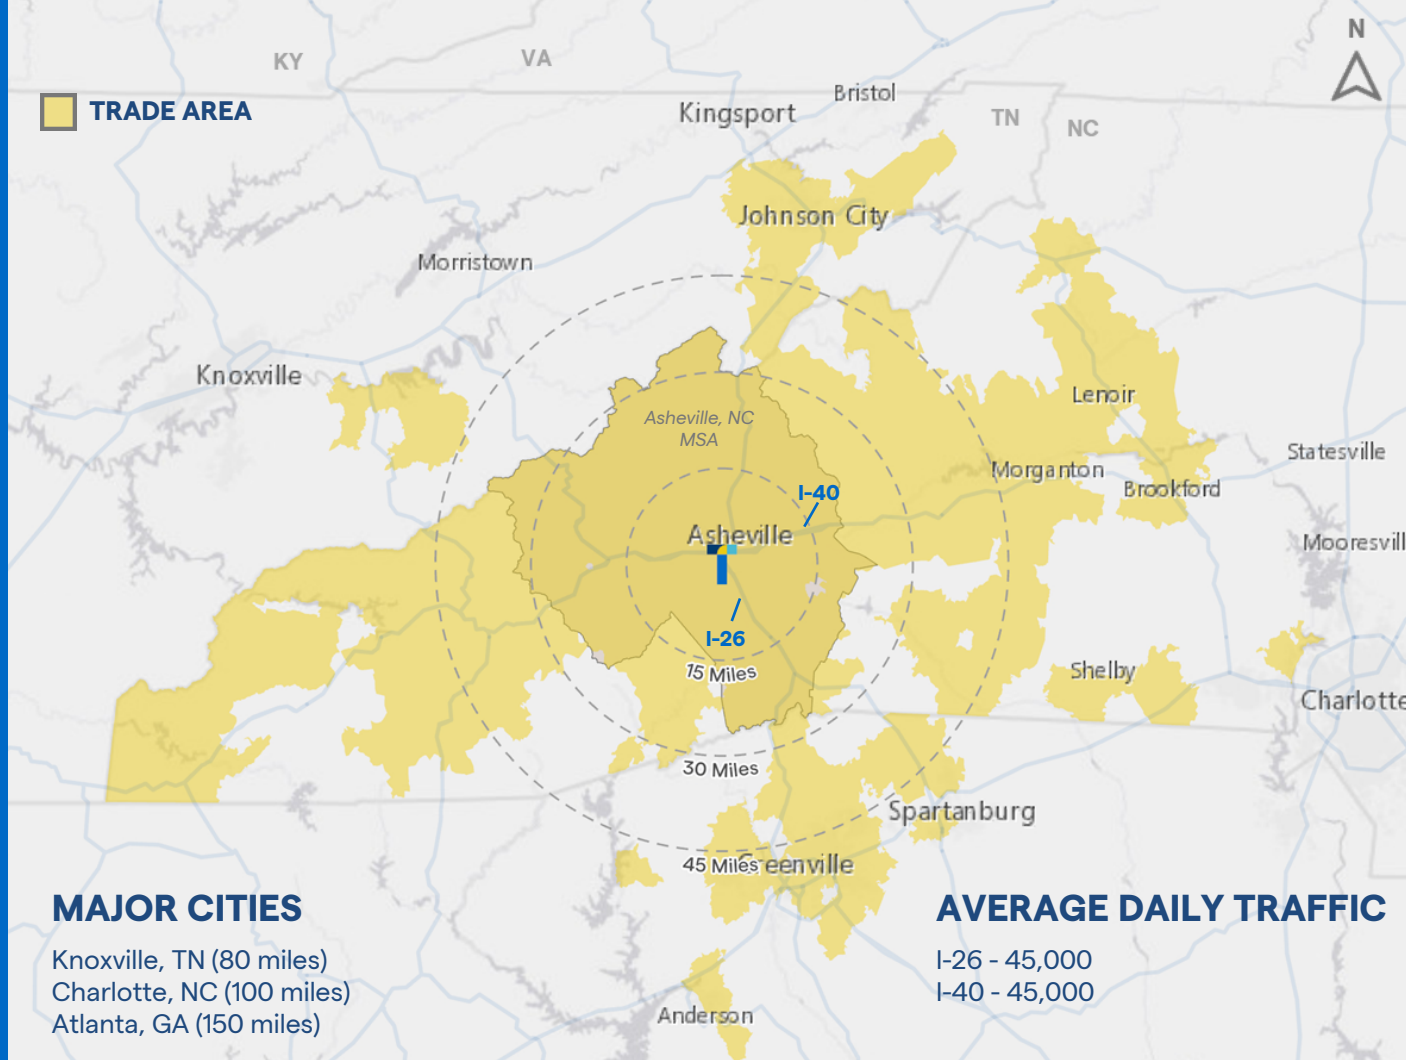 KY
VA
N
Bristol
TRADE AREA
Kingsport
TN
NC
Johnson City
Morristown
Knoxville
Lenoir
Asheville, NC
MSA
Statesville
Morganton
Brookford
I-40
Asheville
Mooresvill
I-26
15 Miles
Shelby
Charlotte
30 Miles
Spartanburg
45 Miles
Greenville
MAJOR CITIES
Knoxville, TN (80 miles)
Charlotte, NC (100 miles)
Atlanta, GA (150 miles)
AVERAGE DAILY TRAFFIC
I-26 - 45,000
I-40 - 45,000
Anderson